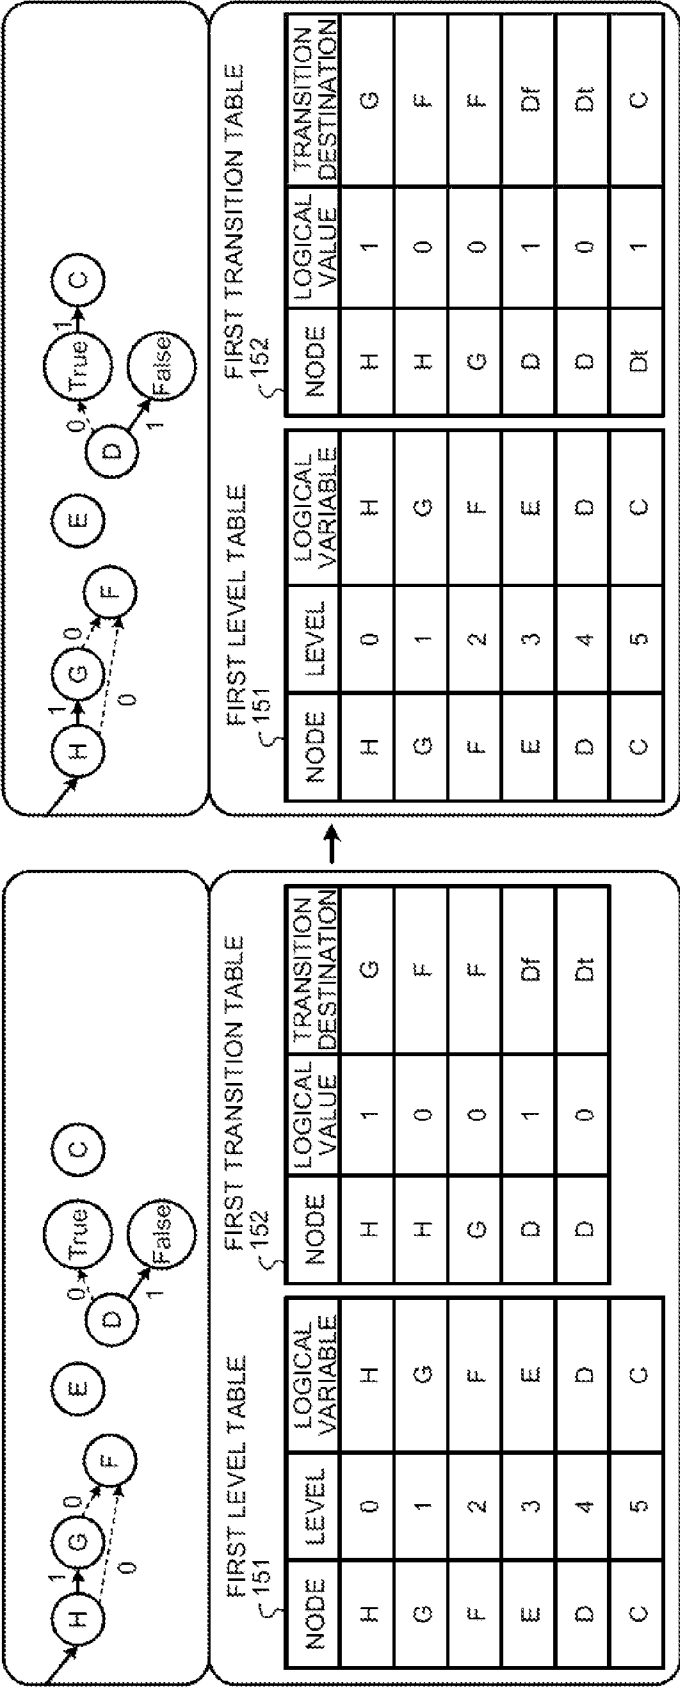 H 1 G 0 F 0 E D 0 True 1 False C
FIRST LEVEL TABLE
151
NODE LEVEL LOGICAL VARIABLE
H 0 H
G 1 G
F 2 F
E 3 E
D 4 D
C 5 C
FIRST TRANSITION TABLE
152
NODE LOGICAL VALUE TRANSITION DESTINATION
H 1 G
H 0 F
G 0 F
D 1 Df
D 0 Dt
H 1 G 0 F 0 E D 0 True 1 False 1 C
FIRST LEVEL TABLE
151
NODE LEVEL LOGICAL VARIABLE
H 0 H
G 1 G
F 2 F
E 3 E
D 4 D
C 5 C
FIRST TRANSITION TABLE
152
NODE LOGICAL VALUE TRANSITION DESTINATION
H 1 G
H 0 F
G 0 F
D 1 Df
D 0 Dt
Dt 1 C